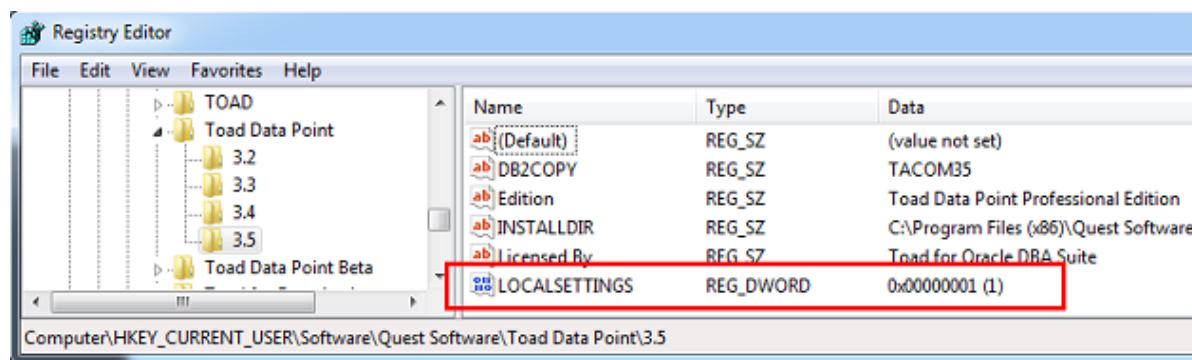 Registry Editor
File Edit View Favorites Help
TOAD
Toad Data Point
3.2
3.3
3.4
3.5
Toad Data Point Beta
Name Type Data
(Default) REG_SZ (value not set)
DB2COPY REG_SZ TACOM35
Edition REG_SZ Toad Data Point Professional Edition
INSTALLDIR REG_SZ C:\Program Files (x86)\Quest Software
Licensed By REG_SZ Toad for Oracle DBA Suite
LOCALSETTINGS REG_DWORD 0x00000001 (1)
Computer\HKEY_CURRENT_USER\Software\Quest Software\Toad Data Point\3.5